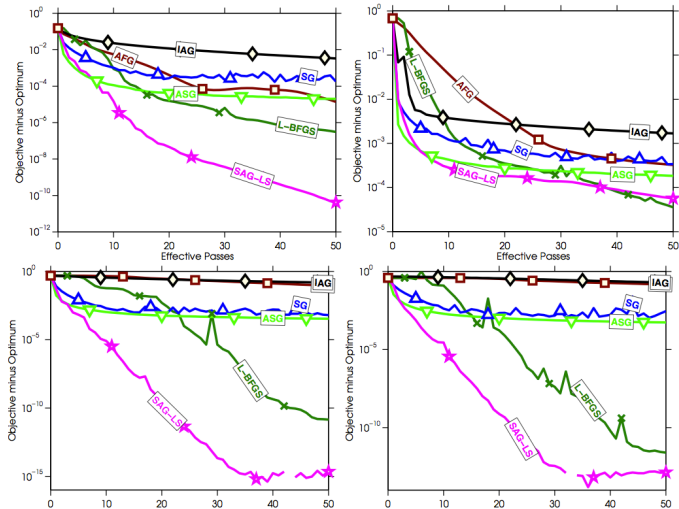 10^0
10^-2
10^-4
10^-6
10^-8
10^-10
10^-12
Objective minus Optimum
0 10 20 30 40 50
Effective Passes
IAG
AFG
SG
ASG
L-BFGS
SAG-LS
10^0
10^-1
10^-2
10^-3
10^-4
10^-5
Objective minus Optimum
0 10 20 30 40 50
Effective Passes
L-BFGS
AFG
IAG
SG
ASG
SAG-LS
10^0
10^-5
10^-10
10^-15
Objective minus Optimum
0 10 20 30 40 50
IAG
SG
ASG
L-BFGS
SAG-LS
10^0
10^-5
10^-10
Objective minus Optimum
0 10 20 30 40 50
IAG
SG
ASG
L-BFGS
SAG-LS